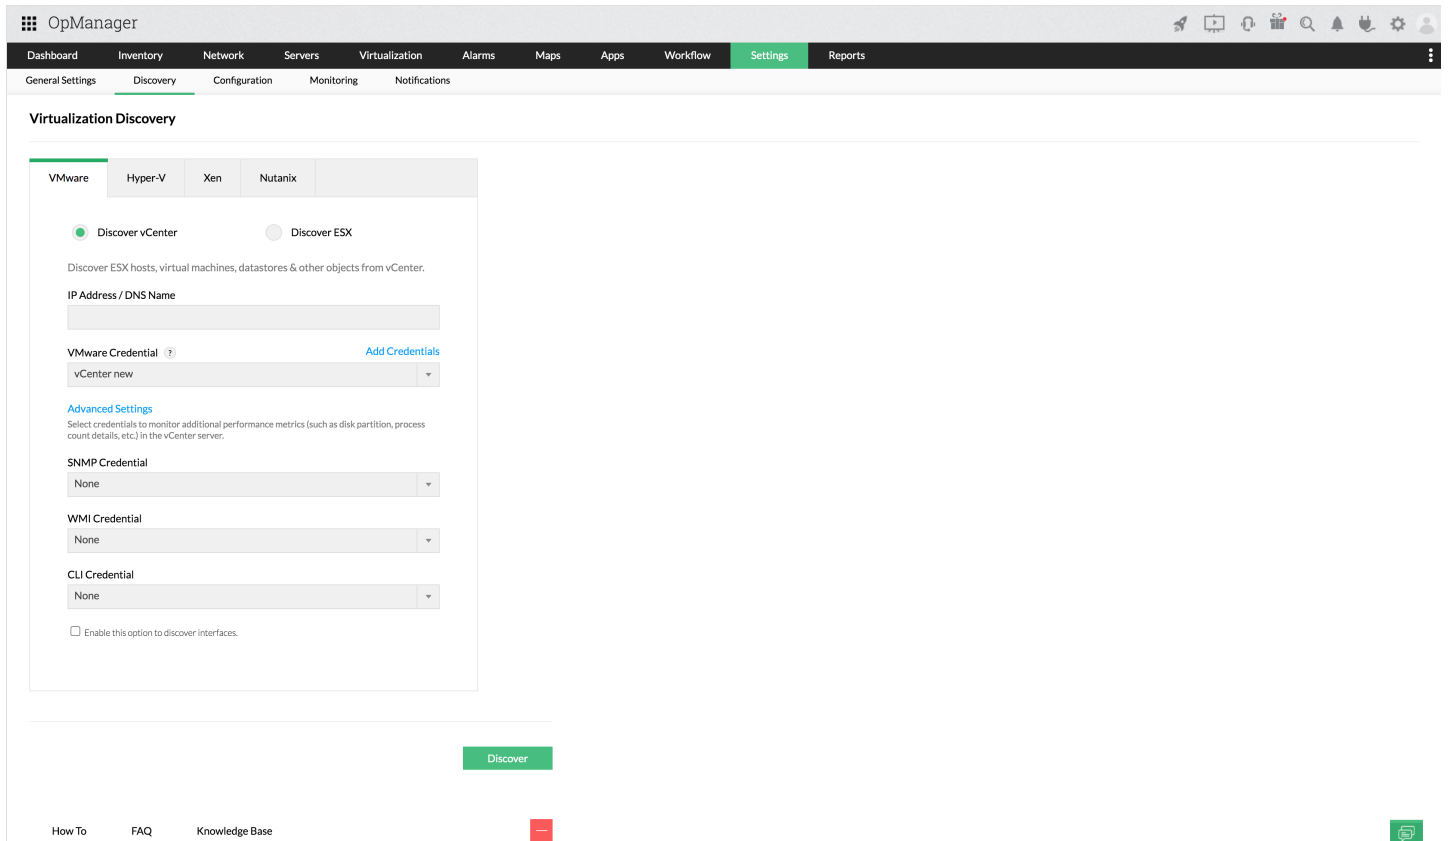 OpManager
Dashboard Inventory Network Servers Virtualization Alarms Maps Apps Workflow Settings Reports
General Settings Discovery Configuration Monitoring Notifications
Virtualization Discovery
VMware Hyper-V Xen Nutanix
Discover vCenter Discover ESX
Discover ESX hosts, virtual machines, datastores & other objects from vCenter.
IP Address / DNS Name
VMware Credential ? Add Credentials
vCenter new
Advanced Settings
Select credentials to monitor additional performance metrics (such as disk partition, process
count details, etc.) in the vCenter server.
SNMP Credential
None
WMI Credential
None
CLI Credential
None
Enable this option to discover interfaces.
Discover
How To FAQ Knowledge Base